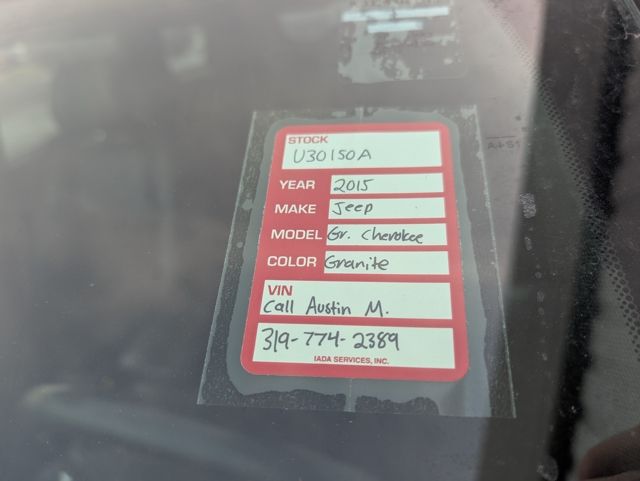 STOCK
U30150A
YEAR 2015
MAKE Jeep
MODEL Gr. Cherokee
COLOR Granite
VIN
Call Austin M.
319-774-2389
IADA SERVICES, INC.